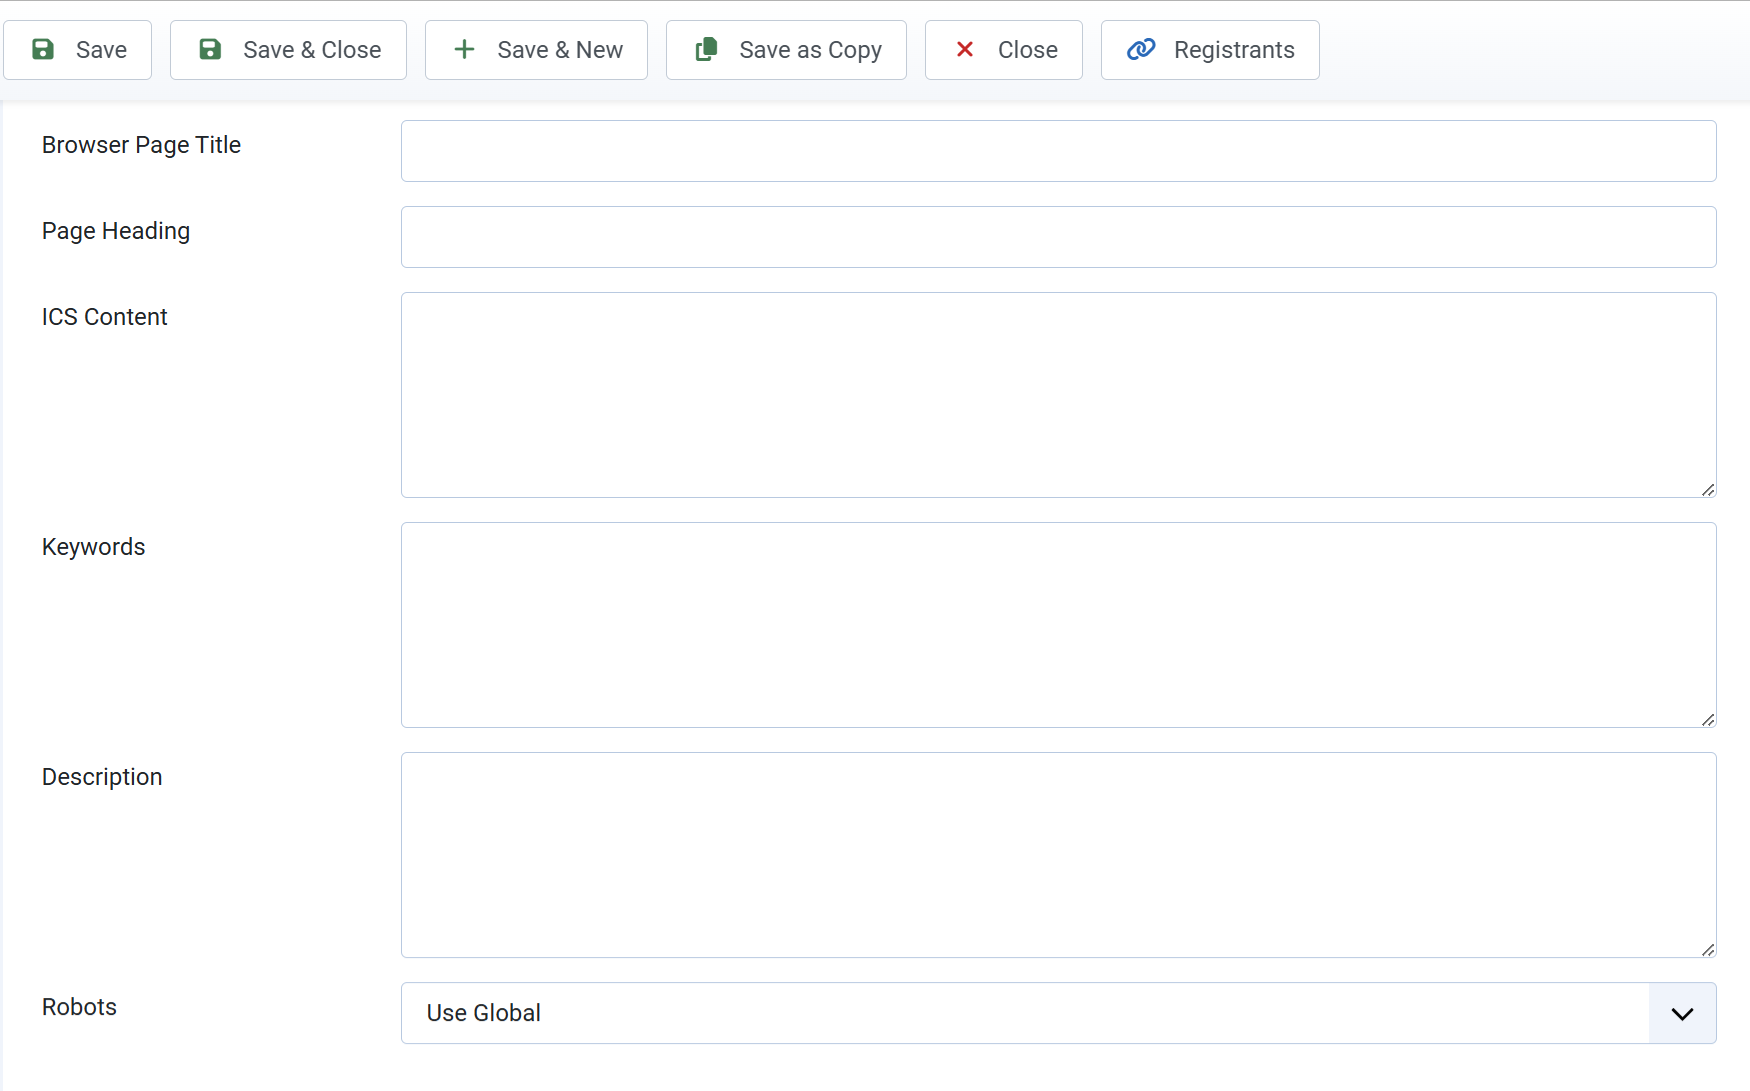 Save
Save & Close
Save & New
Save as Copy
Close
Registrants
Browser Page Title
Page Heading
ICS Content
Keywords
Description
Robots
Use Global